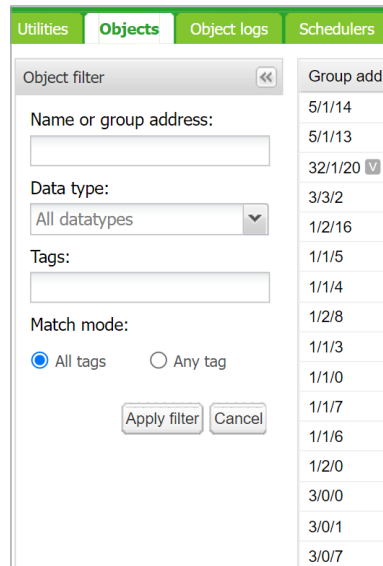 Utilities Objects Object logs Schedulers
Object filter
Name or group address:
Data type:
All datatypes
Tags:
Match mode:
All tags Any tag
Apply filter Cancel
Group add
5/1/14
5/1/13
32/1/20 V
3/3/2
1/2/16
1/1/5
1/1/4
1/2/8
1/1/3
1/1/0
1/1/7
1/1/6
1/2/0
3/0/0
3/0/1
3/0/7